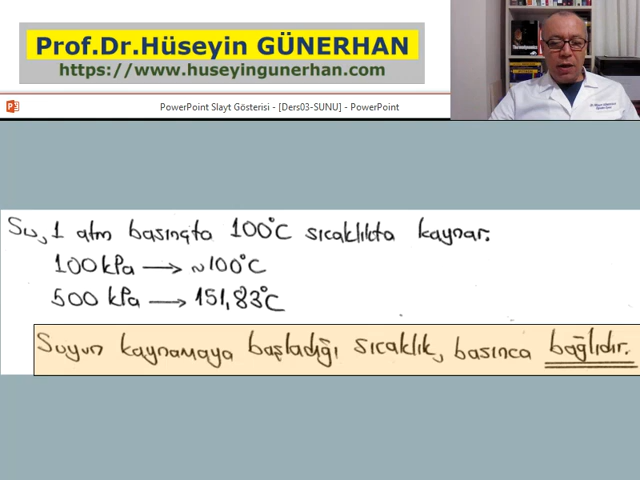 Prof.Dr.Hüseyin GÜNERHAN
https://www.huseyingunerhan.com
PowerPoint Slayt Gösterisi - [Ders03-SUNU] - PowerPoint
Su, 1 atm basınçta 100°C sıcaklıkta kaynar.
100 kPa → ~100°C
500 kPa → 151,83°C
Suyun kaynamaya başladığı sıcaklık, basınca bağlıdır.